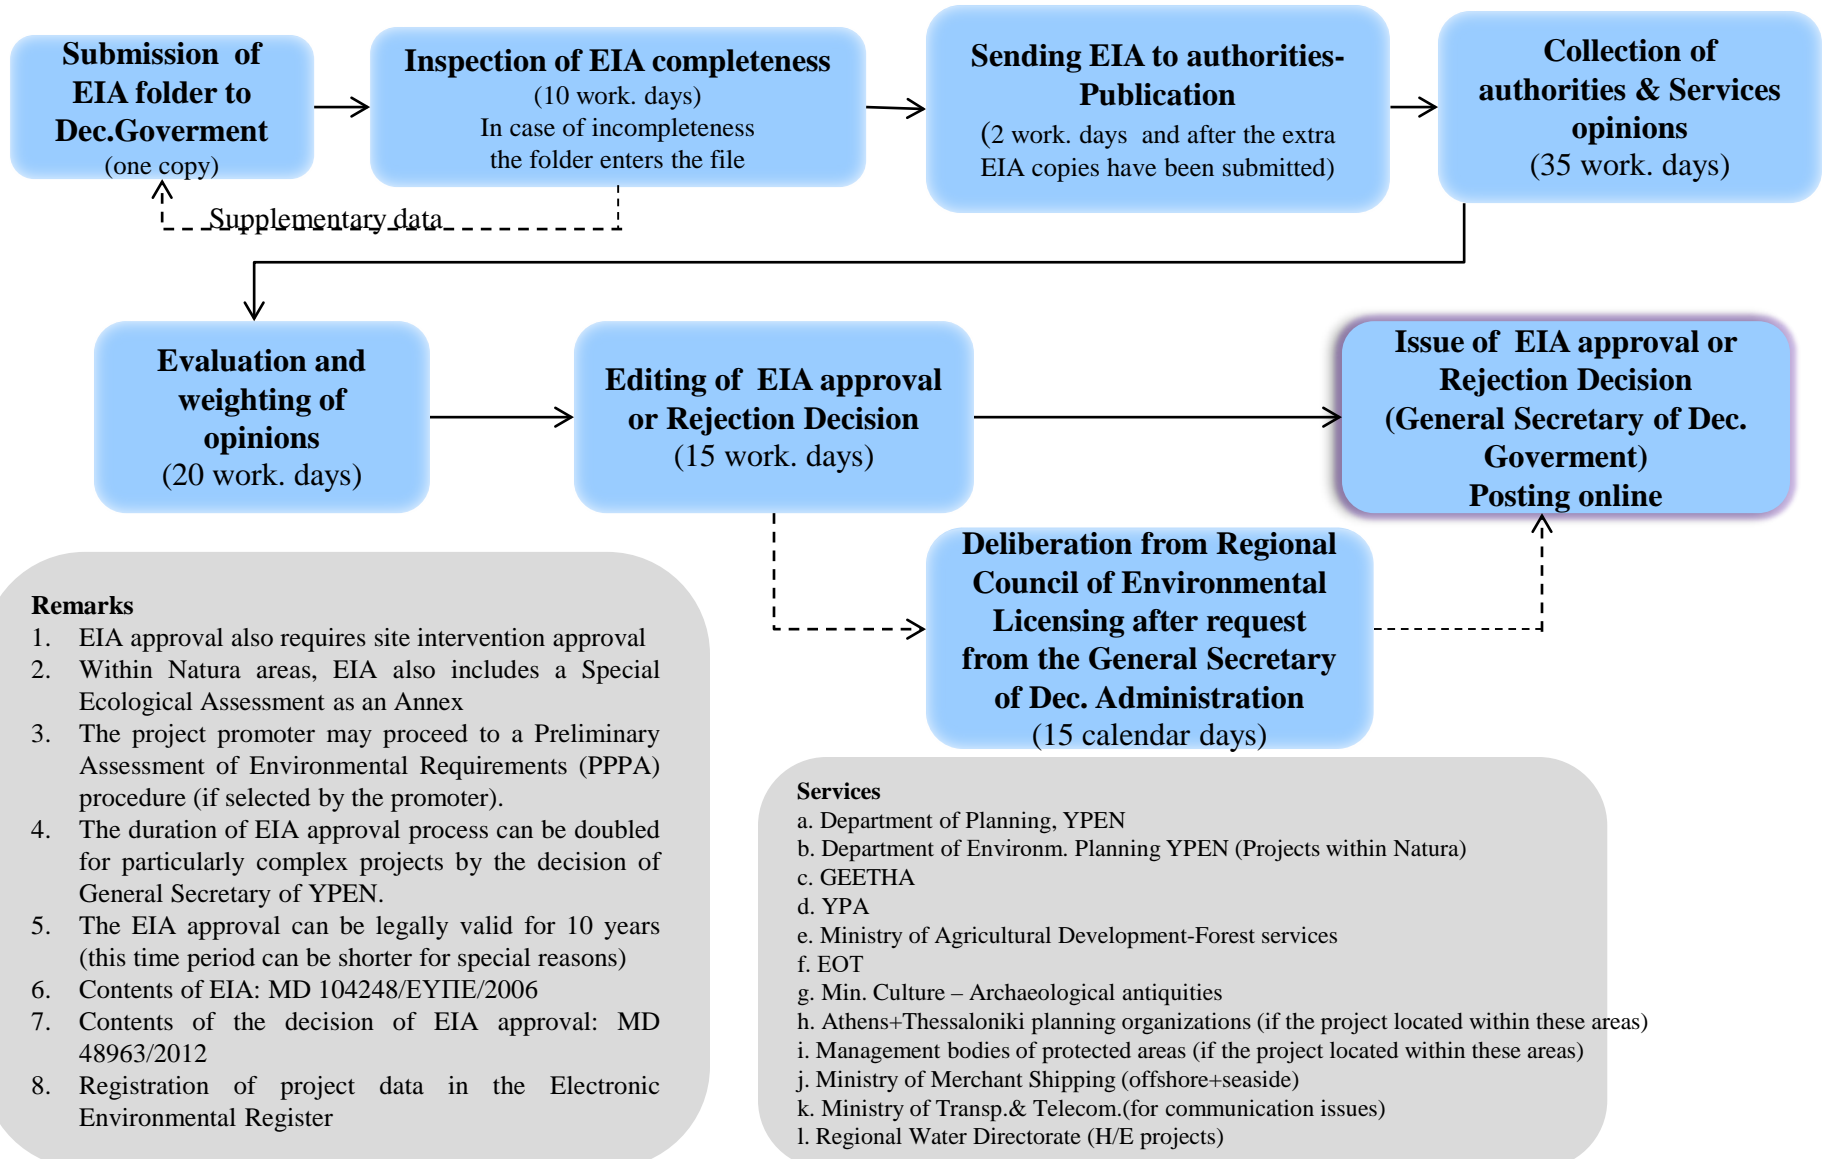 Submission of
EIA folder to
Dec.Goverment
(one copy)
Inspection of EIA completeness
(10 work. days)
In case of incompleteness
the folder enters the file
Sending EIA to authorities-
Publication
(2 work. days and after the extra
EIA copies have been submitted)
Collection of
authorities & Services
opinions
(35 work. days)
Supplementary data
Evaluation and
weighting of
opinions
(20 work. days)
Editing of EIA approval
or Rejection Decision
(15 work. days)
Issue of EIA approval or
Rejection Decision
(General Secretary of Dec.
Goverment)
Posting online
Deliberation from Regional
Council of Environmental
Licensing after request
from the General Secretary
of Dec. Administration
(15 calendar days)
Remarks
1. EIA approval also requires site intervention approval
2. Within Natura areas, EIA also includes a Special
Ecological Assessment as an Annex
3. The project promoter may proceed to a Preliminary
Assessment of Environmental Requirements (PPPA)
procedure (if selected by the promoter).
4. The duration of EIA approval process can be doubled
for particularly complex projects by the decision of
General Secretary of YPEN.
5. The EIA approval can be legally valid for 10 years
(this time period can be shorter for special reasons)
6. Contents of EIA: MD 104248/ΕΥΠΕ/2006
7. Contents of the decision of EIA approval: MD
48963/2012
8. Registration of project data in the Electronic
Environmental Register
Services
a. Department of Planning, YPEN
b. Department of Environm. Planning YPEN (Projects within Natura)
c. GEETHA
d. YPA
e. Ministry of Agricultural Development-Forest services
f. EOT
g. Min. Culture – Archaeological antiquities
h. Athens+Thessaloniki planning organizations (if the project located within these areas)
i. Management bodies of protected areas (if the project located within these areas)
j. Ministry of Merchant Shipping (offshore+seaside)
k. Ministry of Transp.& Telecom.(for communication issues)
l. Regional Water Directorate (H/E projects)